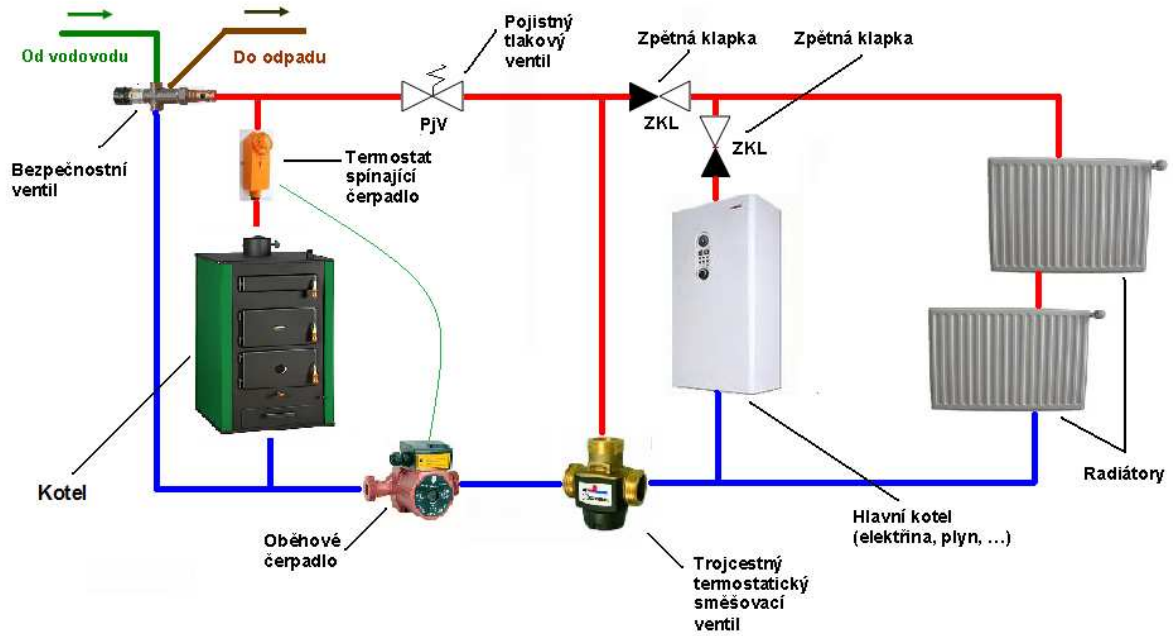 Od vodovodu
Do odpadu
Pojistný
tlakový
ventil
Zpětná klapka
Zpětná klapka
PjV
ZKL
ZKL
Bezpečnostní
ventil
Termostat
spínající
čerpadlo
Kotel
Oběhové
čerpadlo
Trojcestný
termostatický
směšovací
ventil
Hlavní kotel
(elektřina, plyn, …)
Radiátory